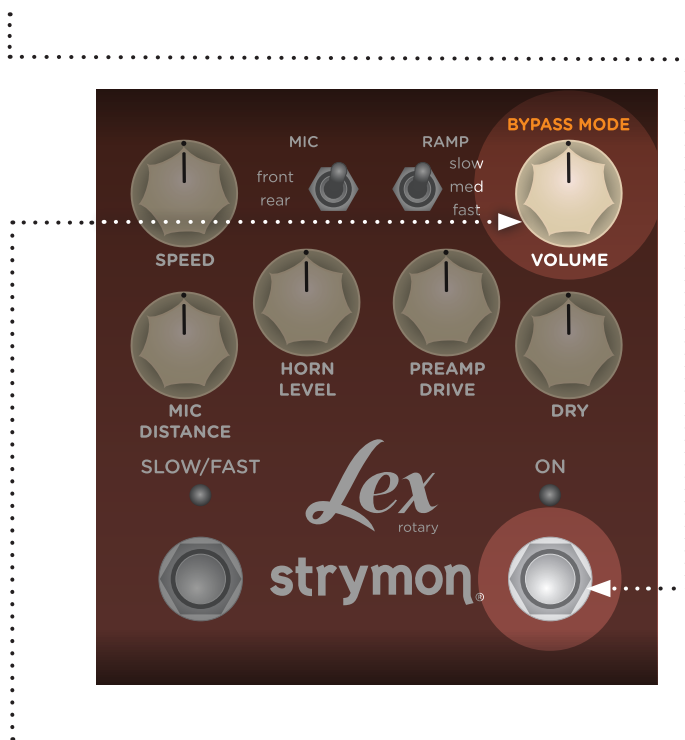 BYPASS MODE
MIC
RAMP
front
rear
slow
med
fast
SPEED
VOLUME
HORN
LEVEL
PREAMP
DRIVE
MIC
DISTANCE
DRY
SLOW/FAST
ON
Lex
rotary
strymon®